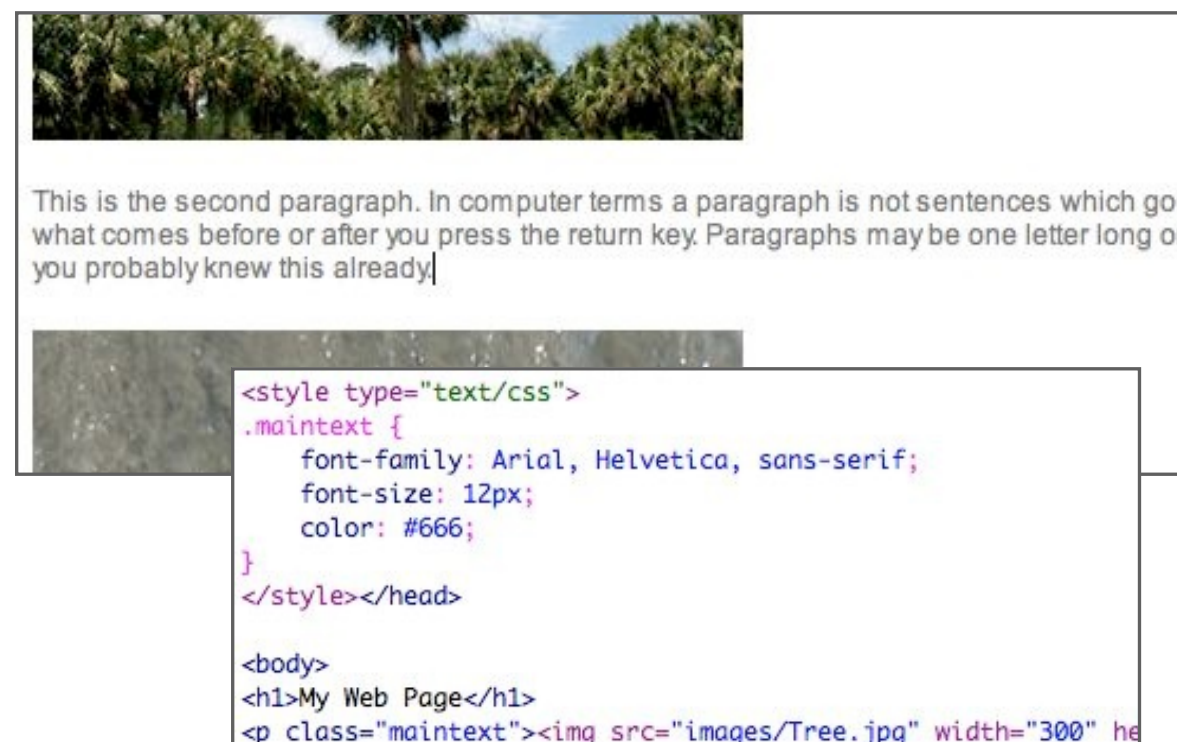 This is the second paragraph. In computer terms a paragraph is not sentences which go
what comes before or after you press the return key. Paragraphs may be one letter long or
you probably knew this already.
<style type="text/css">
.maintext {
    font-family: Arial, Helvetica, sans-serif;
    font-size: 12px;
    color: #666;
}
</style></head>
<body>
<h1>My Web Page</h1>
<p class="maintext"><img src="images/Tree.jpg" width="300" he